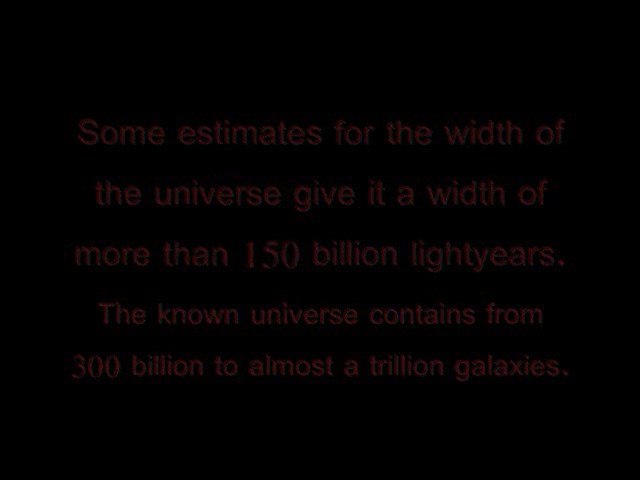 Some estimates for the width of
the universe give it a width of
more than 150 billion lightyears.
The known universe contains from
300 billion to almost a trillion galaxies.